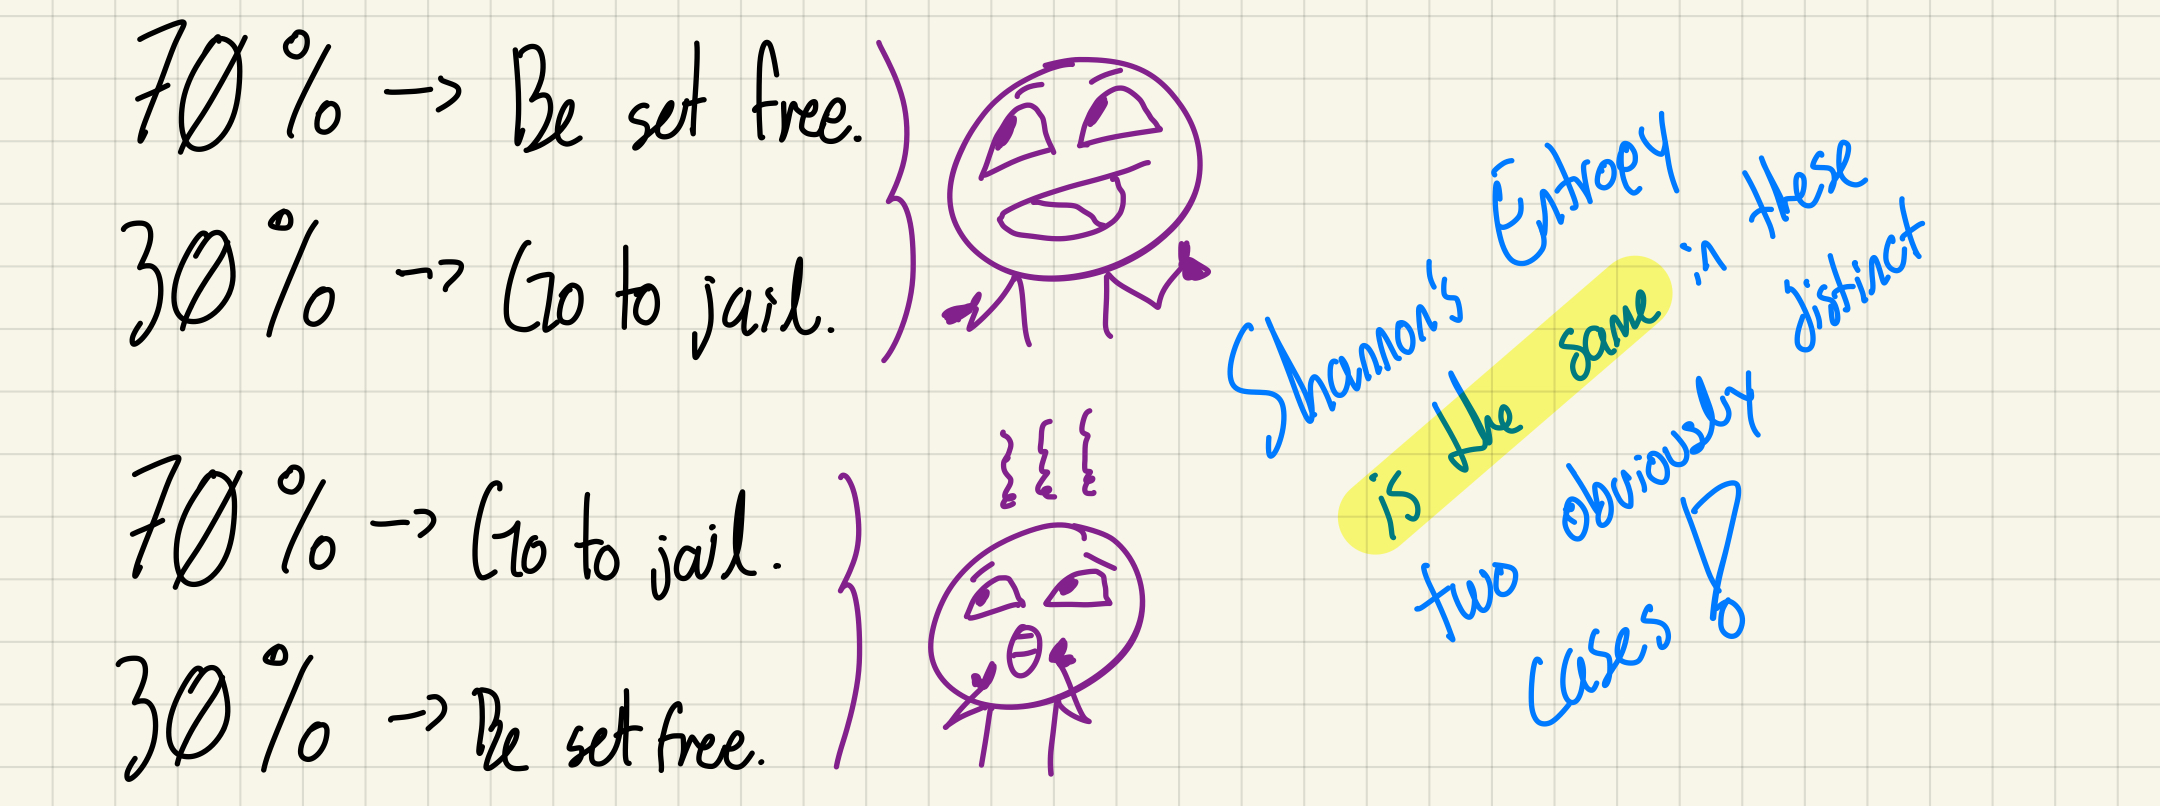 70% -> Be set free.
30% -> Go to jail.
70% -> Go to jail.
30% -> Be set free.
Shannon's Entropy
is the same in these
two obviously distinct
cases!